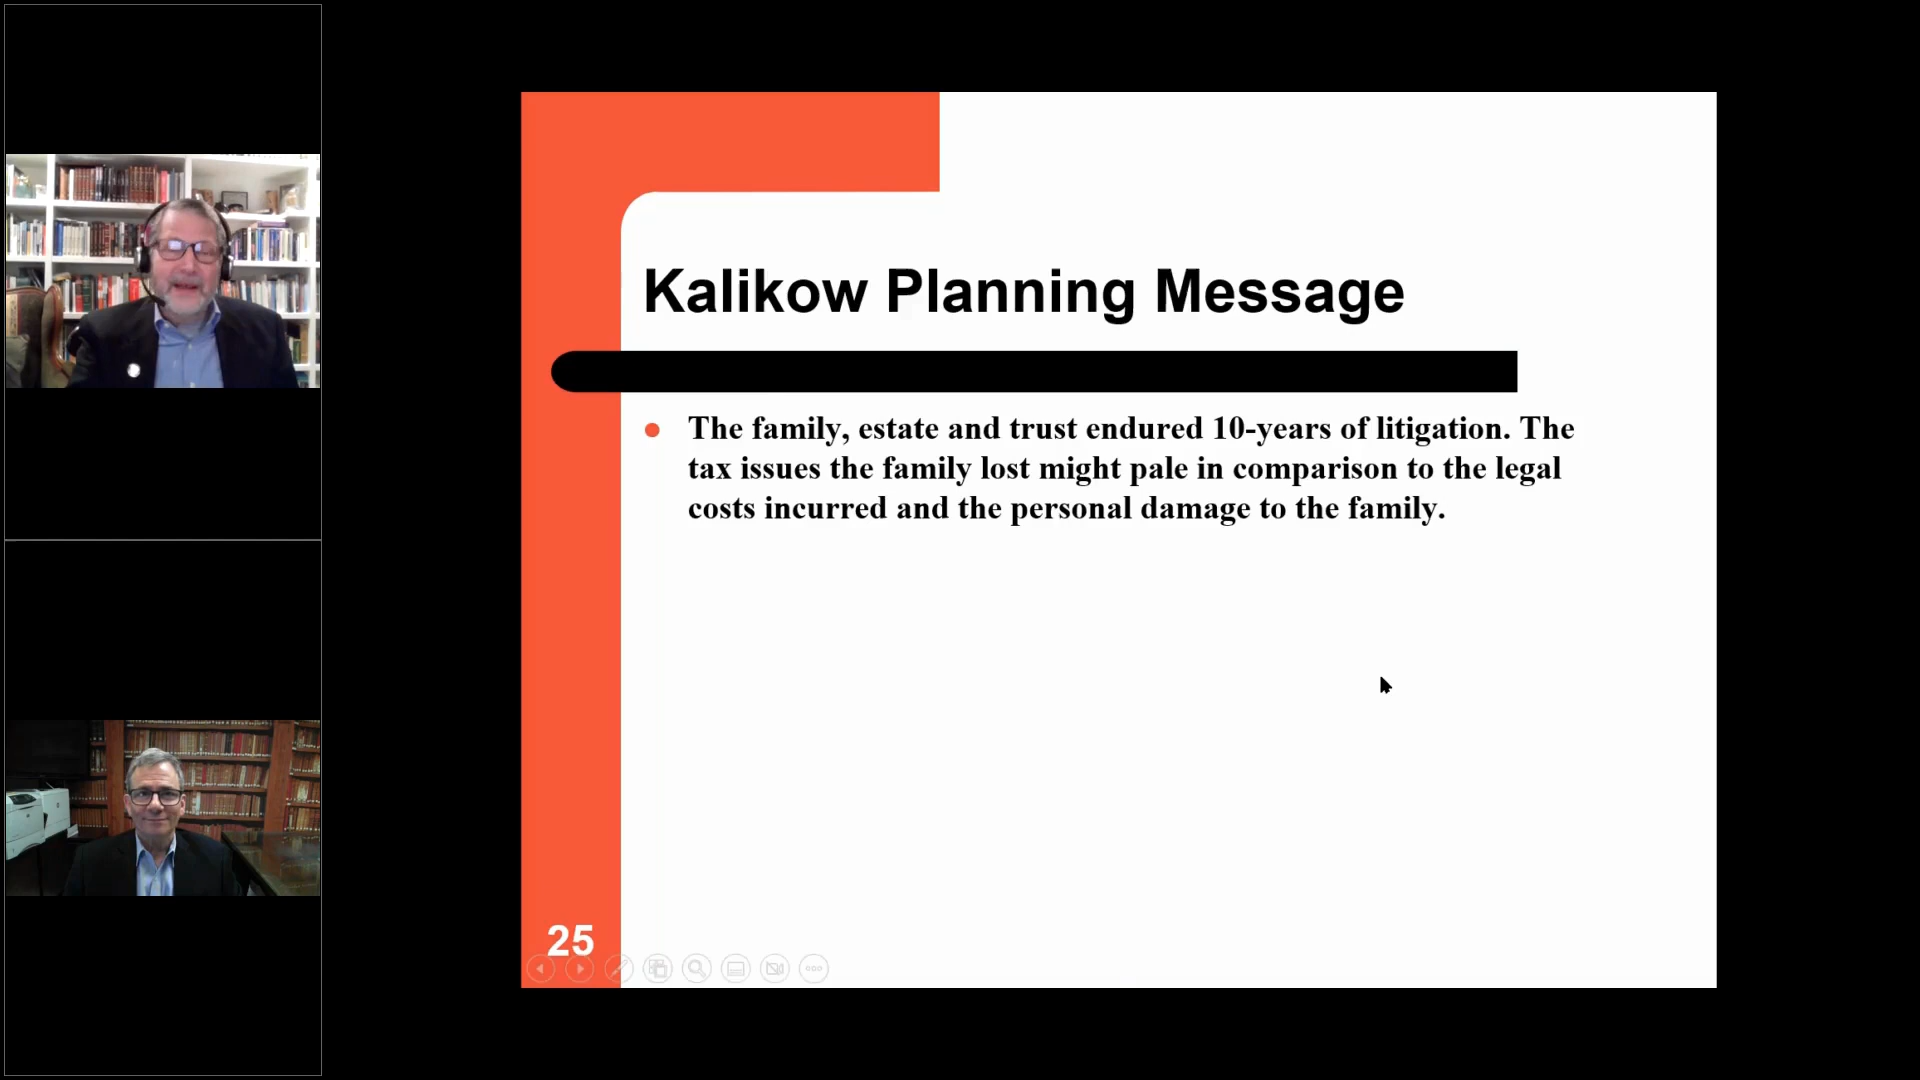 Kalikow Planning Message
The family, estate and trust endured 10-years of litigation. The
tax issues the family lost might pale in comparison to the legal
costs incurred and the personal damage to the family.
25